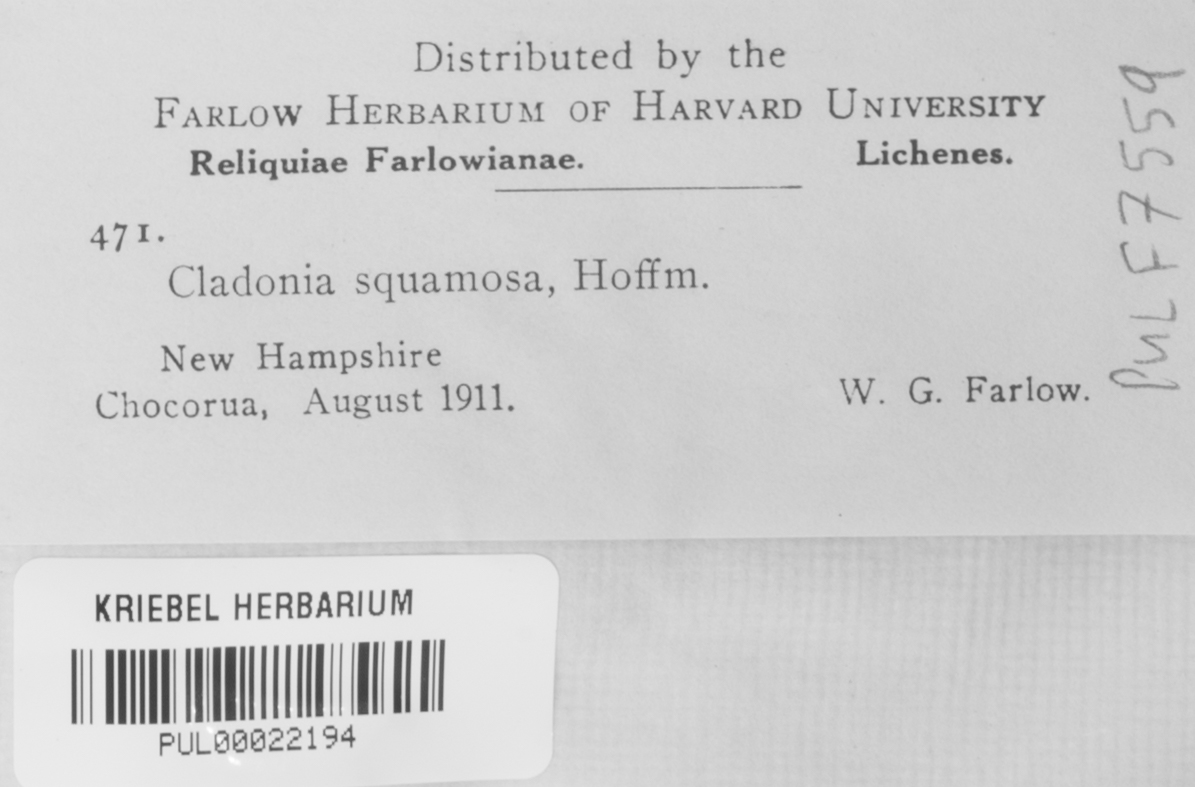 Distributed by the
FARLOW HERBARIUM OF HARVARD UNIVERSITY
Reliquiae Farlowianae. Lichenes.
471.
Cladonia squamosa, Hoffm.
New Hampshire
Chocorua, August 1911. W. G. Farlow.
PUL F7559
KRIEBEL HERBARIUM
PUL00022194